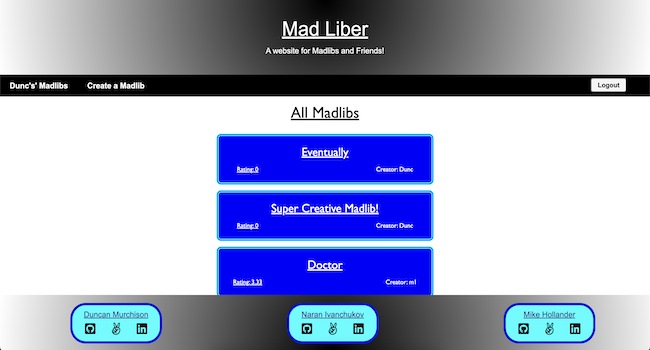 Mad Liber
A website for Madlibs and Friends!
Dunc's' Madlibs Create a Madlib Logout
All Madlibs
Eventually
Rating: 0 Creator: Dunc
Super Creative Madlib!
Rating: 0 Creator: Dunc
Doctor
Rating: 3.33 Creator: m1
Duncan Murchison Naran Ivanchukov Mike Hollander